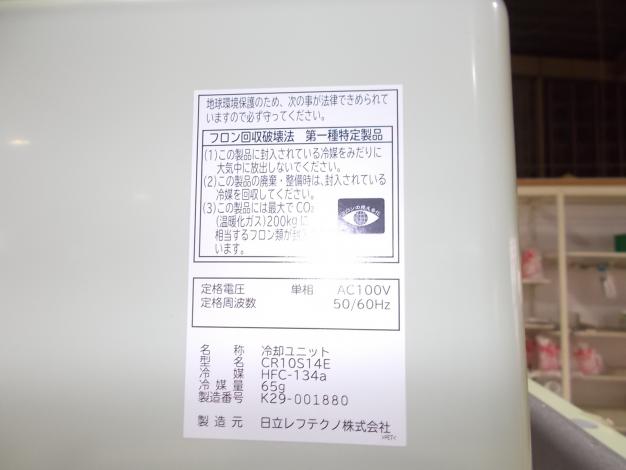 地球環境保護のため、次の事が法律できめられて
いますので必ず守ってください。
フロン回収破壊法 第一種特定製品
(1)この製品に封入されている冷媒をみだりに
大気中に放出しないでください。
(2)この製品の廃棄・整備時は、封入されている
冷媒を回収してください。
(3)この製品には最大でCO₂
(温暖化ガス)200kgに
相当するフロン類が封入
います。
定格電圧 単相 AC100V
定格周波数 50/60Hz
名称 冷却ユニット
型名 CR10S14E
冷媒 HFC-134a
冷媒量 65g
製造番号 K29-001880
製造元 日立レフテクノ株式会社